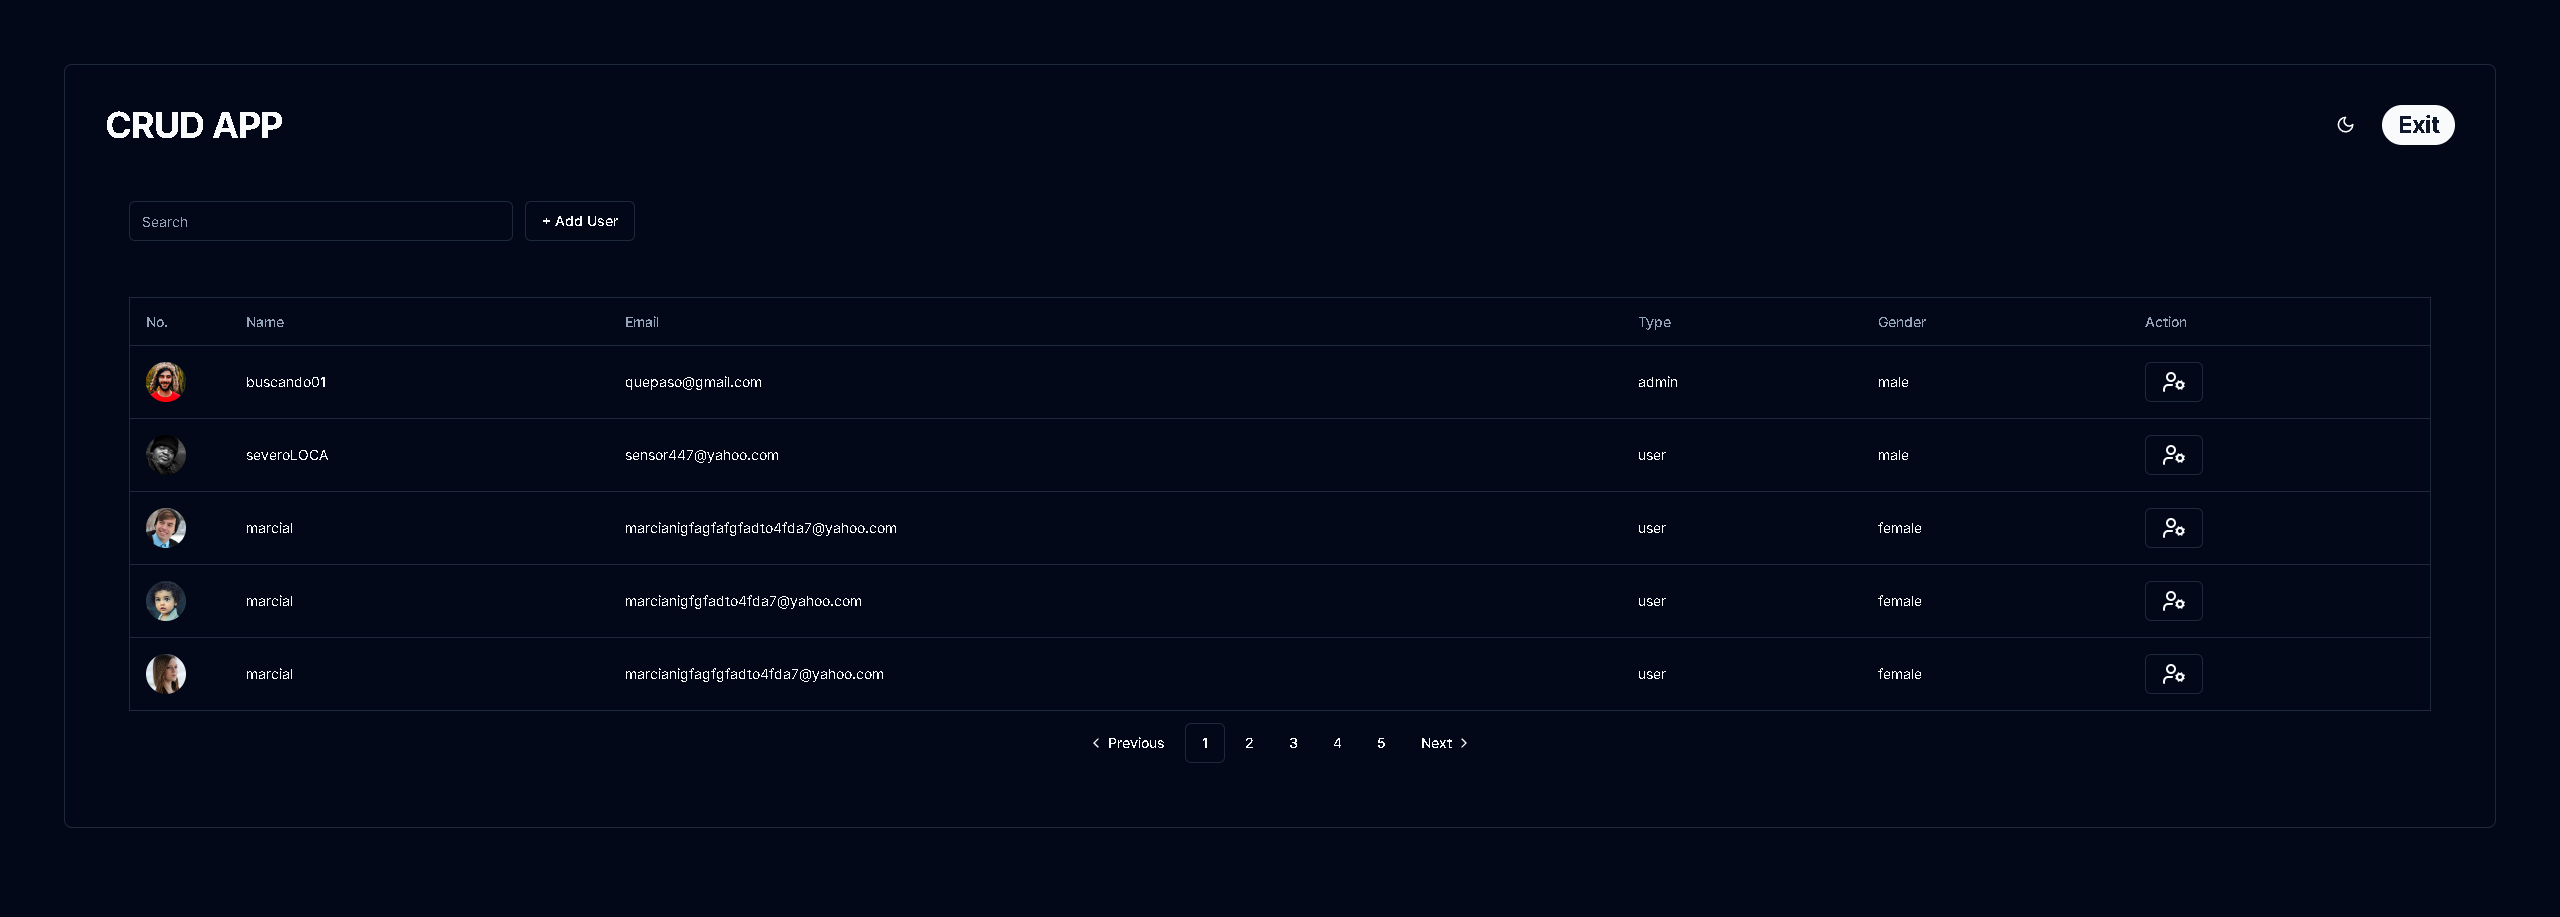 CRUD APP
Exit
Search
+ Add User
No. Name Email Type Gender Action
buscando01 quepaso@gmail.com admin male
severoLOCA sensor447@yahoo.com user male
marcial marcianigfagfafgfadto4fda7@yahoo.com user female
marcial marcianigfgfadto4fda7@yahoo.com user female
marcial marcianigfagfgfadto4fda7@yahoo.com user female
Previous 1 2 3 4 5 Next